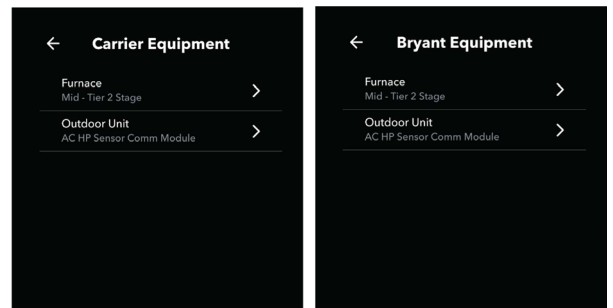 Carrier Equipment
Furnace
Mid - Tier 2 Stage
Outdoor Unit
AC HP Sensor Comm Module
Bryant Equipment
Furnace
Mid - Tier 2 Stage
Outdoor Unit
AC HP Sensor Comm Module